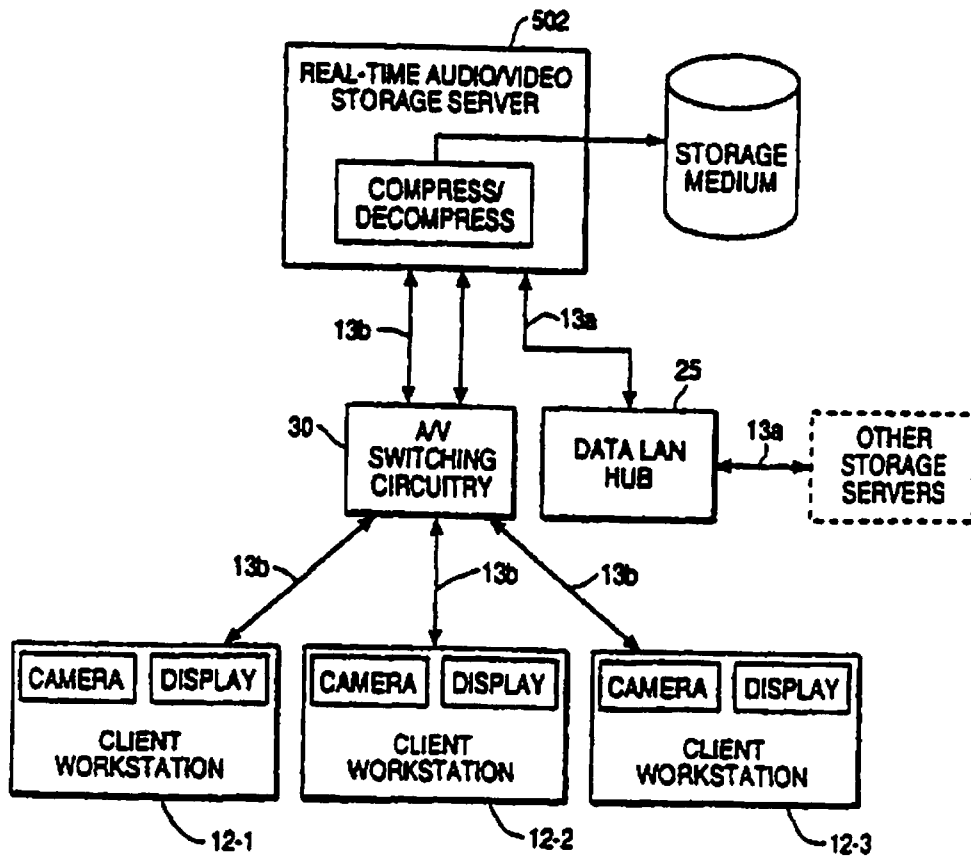 502
REAL-TIME AUDIO/VIDEO
STORAGE SERVER
COMPRESS/
DECOMPRESS
STORAGE
MEDIUM
13b
13a
30
A/V
SWITCHING
CIRCUITRY
25
DATA LAN
HUB
13a
OTHER
STORAGE
SERVERS
13b
13b
13b
CAMERA
DISPLAY
CLIENT
WORKSTATION
12-1
CAMERA
DISPLAY
CLIENT
WORKSTATION
12-2
CAMERA
DISPLAY
CLIENT
WORKSTATION
12-3